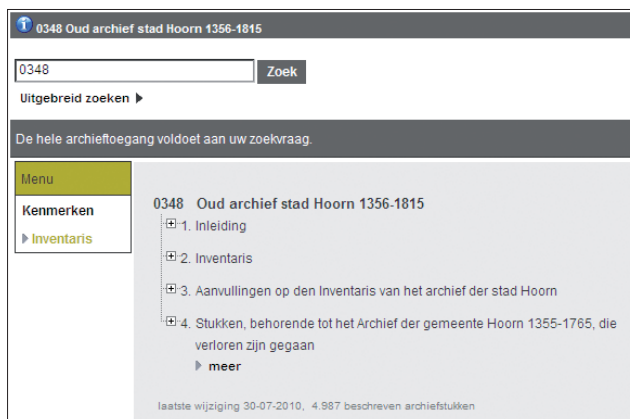 0348 Oud archief stad Hoorn 1356-1815
0348 Zoek
Uitgebreid zoeken
De hele archieftoegang voldoet aan uw zoekvraag.
Menu
Kenmerken
Inventaris
0348 Oud archief stad Hoorn 1356-1815
1. Inleiding
2. Inventaris
3. Aanvullingen op den Inventaris van het archief der stad Hoorn
4. Stukken, behorende tot het Archief der gemeente Hoorn 1355-1765, die
verloren zijn gegaan
meer
laatste wijziging 30-07-2010, 4.987 beschreven archiefstukken